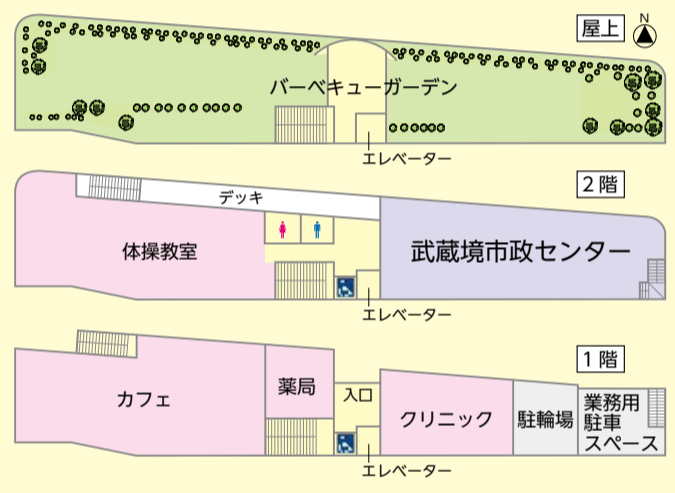 屋上
N
バーベキューガーデン
エレベーター
2階
デッキ
体操教室
武蔵境市政センター
エレベーター
1階
カフェ
薬局
入口
クリニック
駐輪場
業務用
駐車
スペース
エレベーター